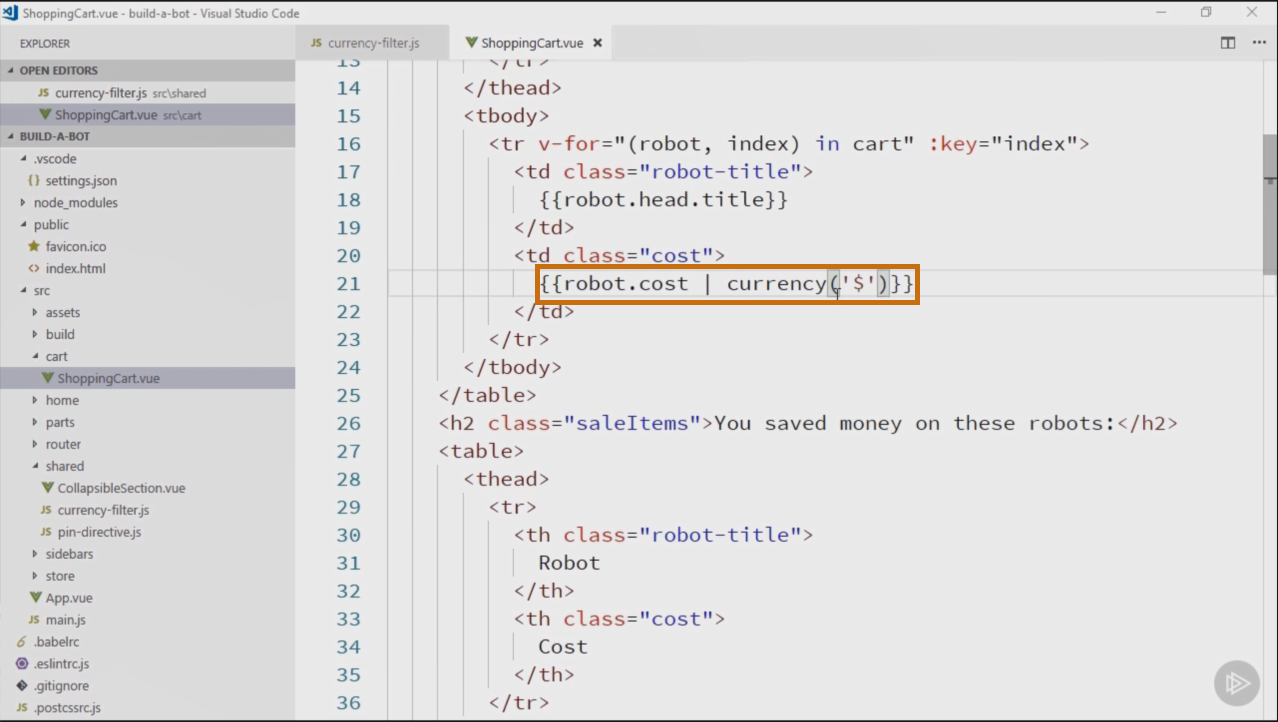 ShoppingCart.vue - build-a-bot - Visual Studio Code
EXPLORER
OPEN EDITORS
JS currency-filter.js src\shared
ShoppingCart.vue src\cart
BUILD-A-BOT
.vscode
{} settings.json
node_modules
public
favicon.ico
<> index.html
src
assets
build
cart
ShoppingCart.vue
home
parts
router
shared
CollapsibleSection.vue
JS currency-filter.js
JS pin-directive.js
sidebars
store
App.vue
JS main.js
.babelrc
.eslintrc.js
.gitignore
JS .postcssrc.js
JS currency-filter.js
ShoppingCart.vue
13 </tr>
14 </thead>
15 <tbody>
16 <tr v-for="(robot, index) in cart" :key="index">
17 <td class="robot-title">
18 {{robot.head.title}}
19 </td>
20 <td class="cost">
21 {{robot.cost | currency('$')}}
22 </td>
23 </tr>
24 </tbody>
25 </table>
26 <h2 class="saleItems">You saved money on these robots:</h2>
27 <table>
28 <thead>
29 <tr>
30 <th class="robot-title">
31 Robot
32 </th>
33 <th class="cost">
34 Cost
35 </th>
36 </tr>